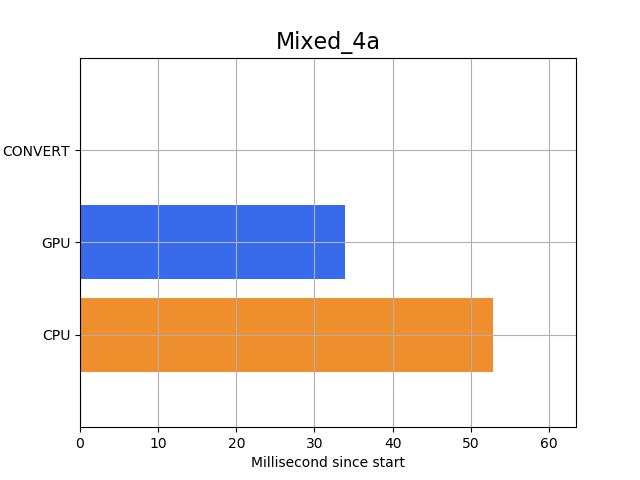 Mixed_4a
CONVERT
GPU
CPU
0 10 20 30 40 50 60
Millisecond since start